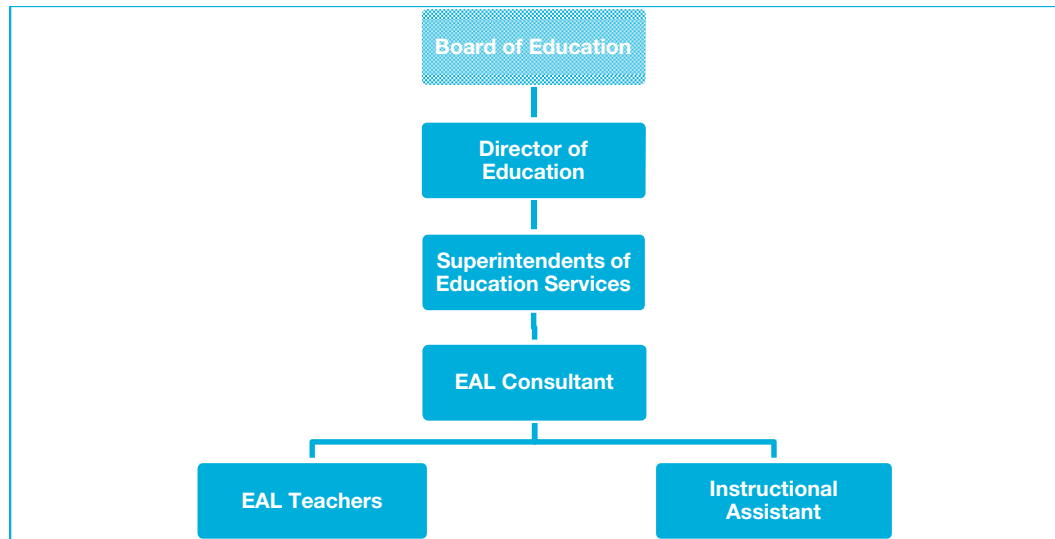 Board of Education
Director of
Education
Superintendents of
Education Services
EAL Consultant
EAL Teachers
Instructional
Assistant